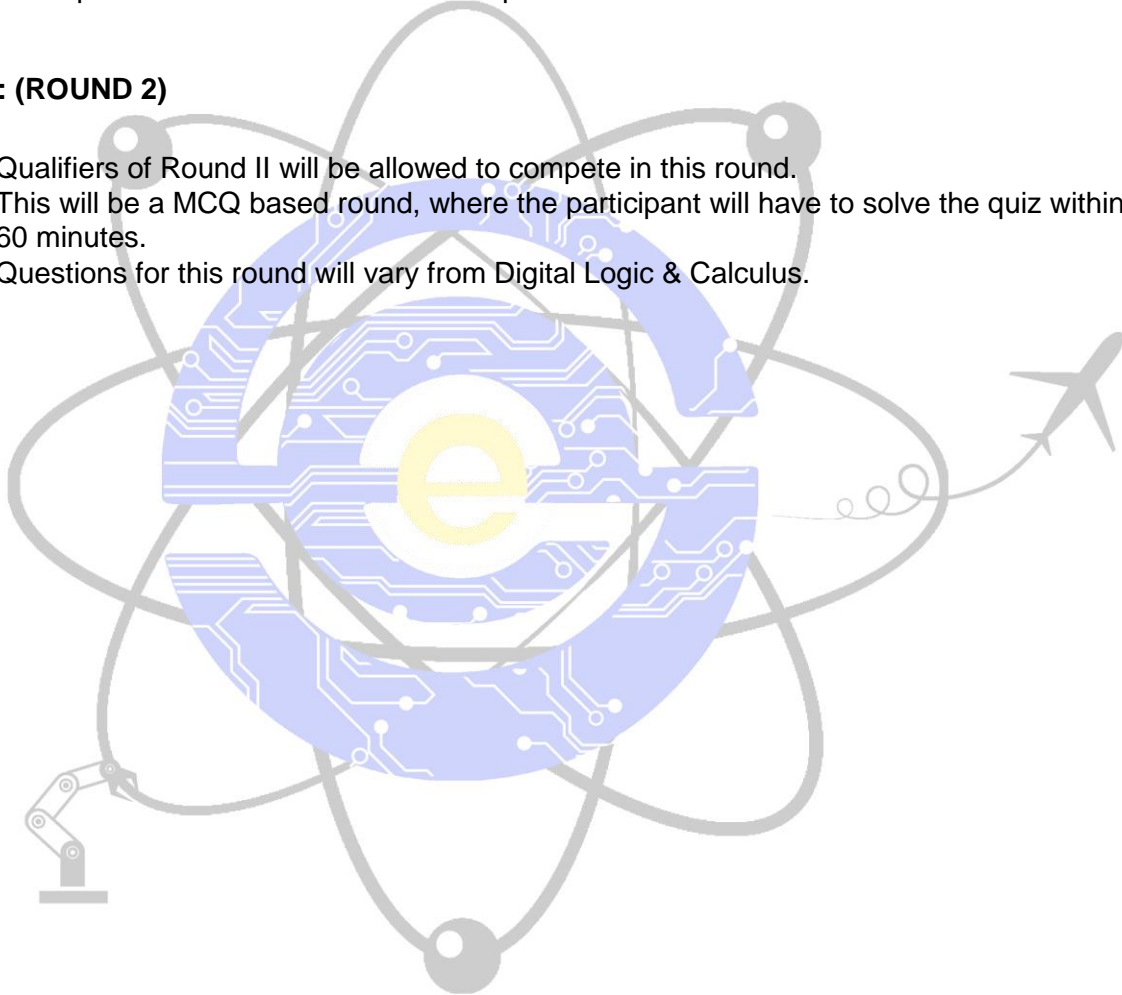 : (ROUND 2)
Qualifiers of Round II will be allowed to compete in this round.
This will be a MCQ based round, where the participant will have to solve the quiz within
60 minutes.
Questions for this round will vary from Digital Logic & Calculus.
e